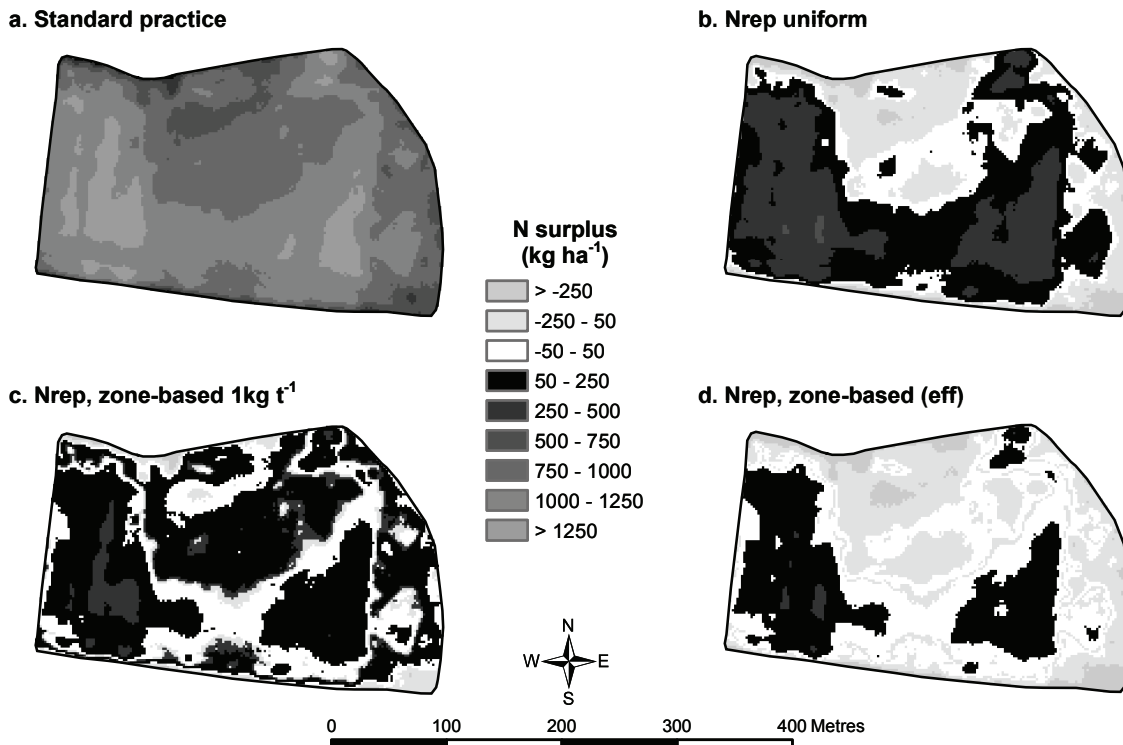 a. Standard practice
b. Nrep uniform
N surplus
(kg ha⁻¹)
> -250
-250 - 50
-50 - 50
50 - 250
250 - 500
500 - 750
750 - 1000
1000 - 1250
> 1250
c. Nrep, zone-based 1kg t⁻¹
d. Nrep, zone-based (eff)
N
W E
S
0 100 200 300 400 Metres